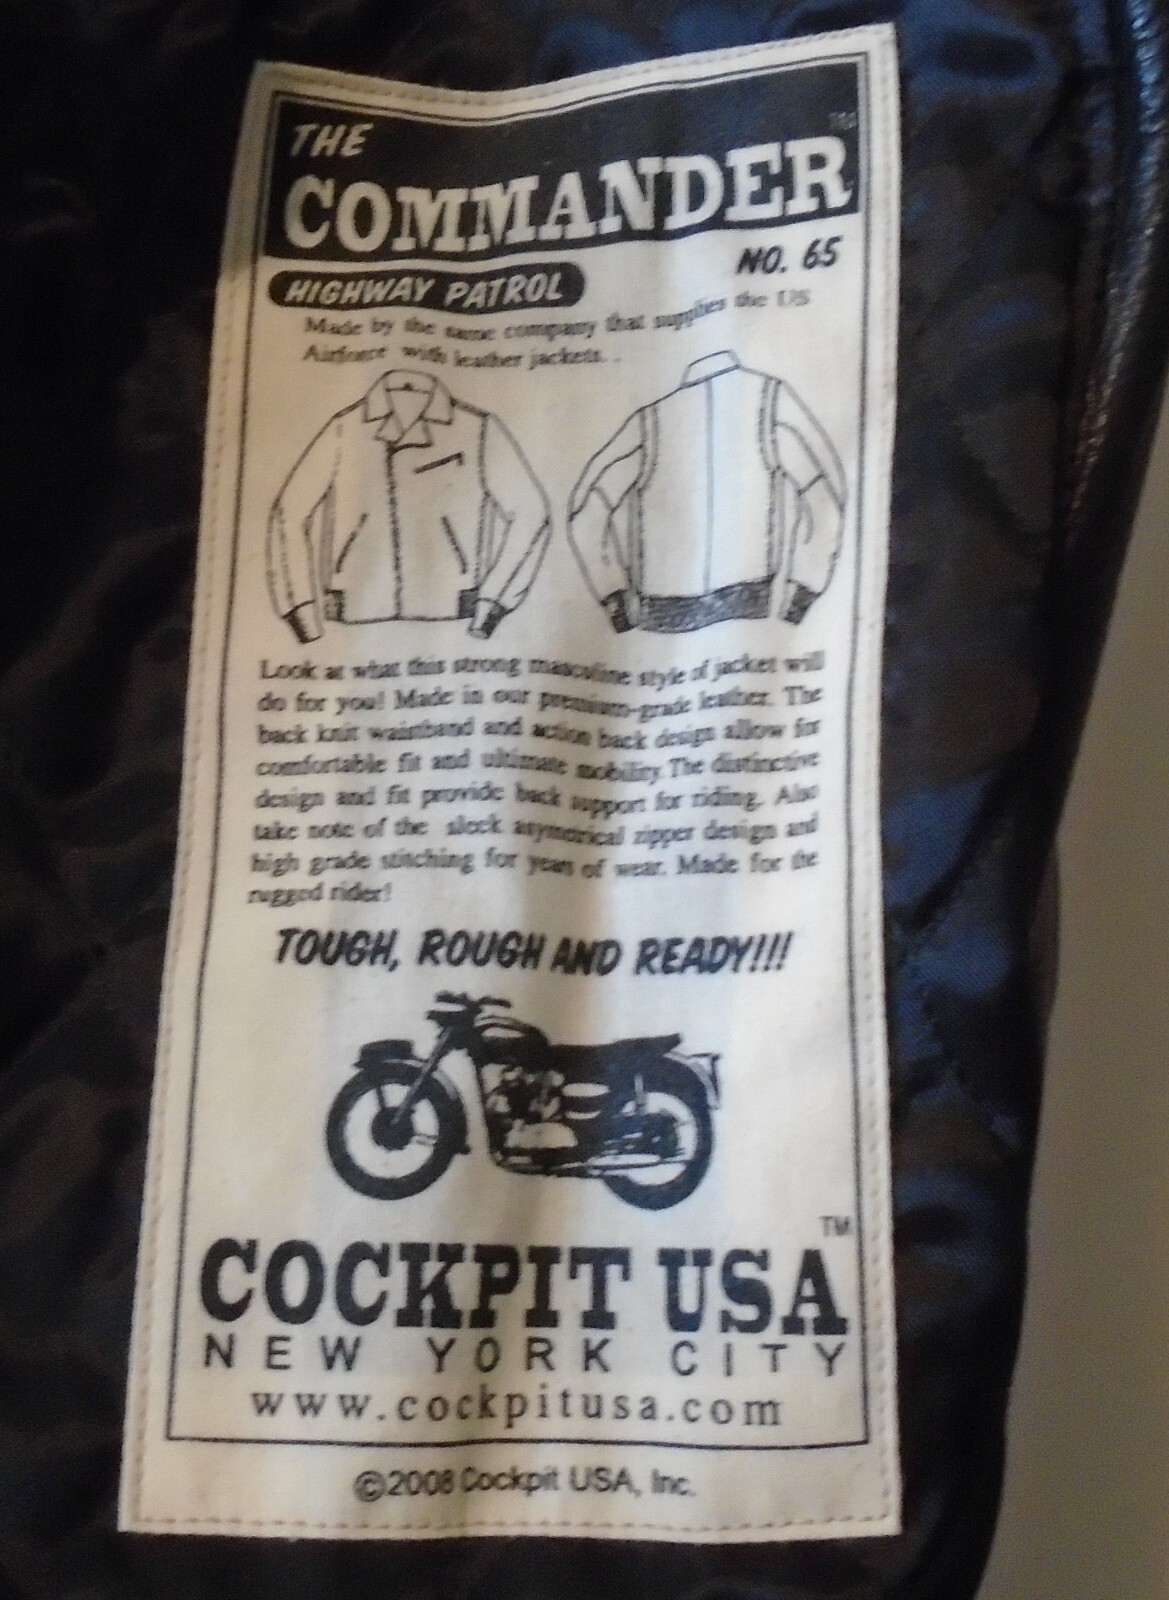 THE
COMMANDER™
NO. 65
HIGHWAY PATROL
Made by the same company that supplies the US
Airforce with leather jackets. .
Look at what this strong masculine style of jacket will
do for you! Made in our premium-grade leather. The
back knit waistband and action back design allow for
comfortable fit and ultimate mobility. The distinctive
design and fit provide back support for riding. Also
take note of the sleek asymetrical zipper design and
high grade stitching for years of wear. Made for the
rugged rider!
TOUGH, ROUGH AND READY!!!
COCKPIT USA™
NEW YORK CITY
www.cockpitusa.com
©2008 Cockpit USA, Inc.